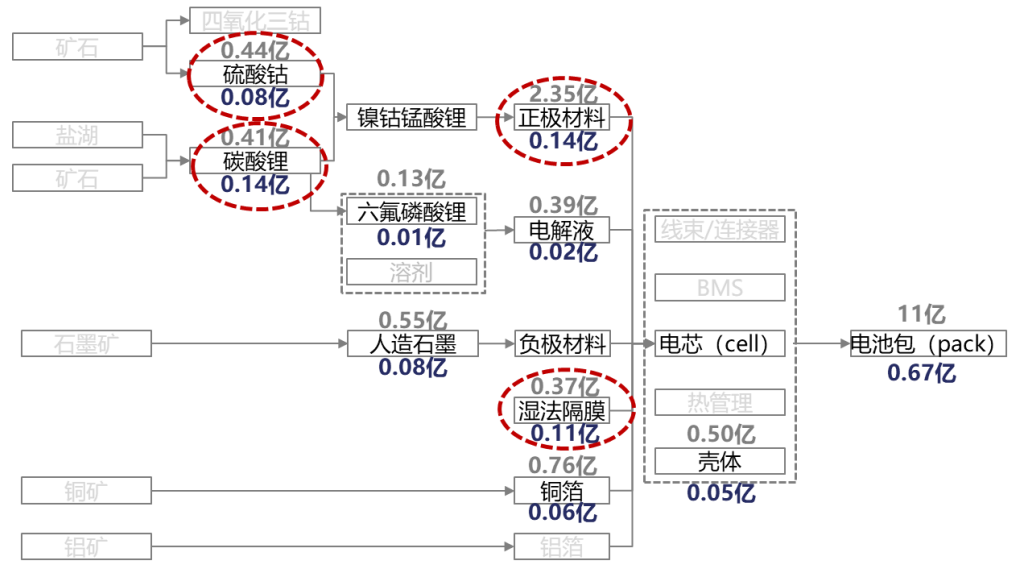 四氧化三钴
矿石
0.44亿
硫酸钴
0.08亿
2.35亿
镍钴锰酸锂
正极材料
0.14亿
盐湖
0.41亿
碳酸锂
矿石
0.14亿
0.13亿
六氟磷酸锂
0.01亿
溶剂
0.39亿
电解液
0.02亿
线束/连接器
BMS
0.55亿
11亿
石墨矿
人造石墨
负极材料
电芯（cell）
电池包（pack）
0.08亿
0.67亿
0.37亿
湿法隔膜
0.11亿
热管理
0.50亿
壳体
0.05亿
0.76亿
铜矿
铜箔
0.06亿
铝矿
铝箔